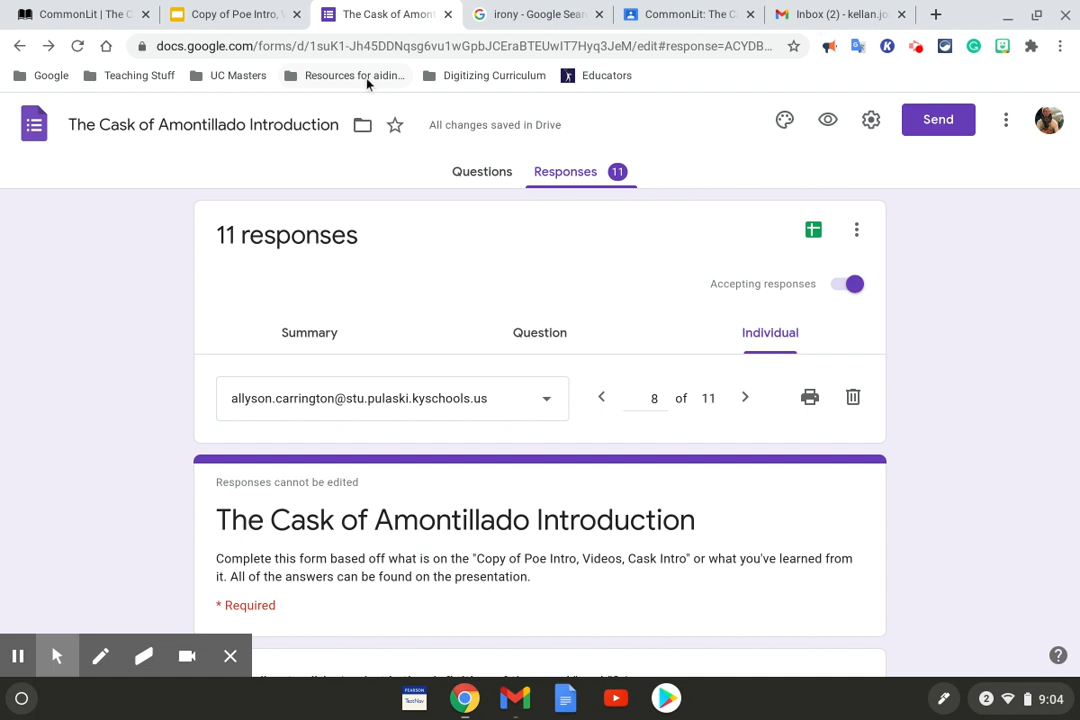 CommonLit | The C
Copy of Poe Intro, V
The Cask of Amont
irony - Google Sear
CommonLit: The C
Inbox (2) - kellan.jo
docs.google.com/forms/d/1suK1-Jh45DDNqsg6vu1wGpbJCEraBTEUwIT7Hyq3JeM/edit#response=ACYDB...
Google
Teaching Stuff
UC Masters
Resources for aidin...
Digitizing Curriculum
Educators
The Cask of Amontillado Introduction
All changes saved in Drive
Send
Questions
Responses 11
11 responses
Accepting responses
Summary
Question
Individual
allyson.carrington@stu.pulaski.kyschools.us
8 of 11
Responses cannot be edited
The Cask of Amontillado Introduction
Complete this form based off what is on the "Copy of Poe Intro, Videos, Cask Intro" or what you've learned from
it. All of the answers can be found on the presentation.
* Required
PEARSON
TestNav
2
9:04